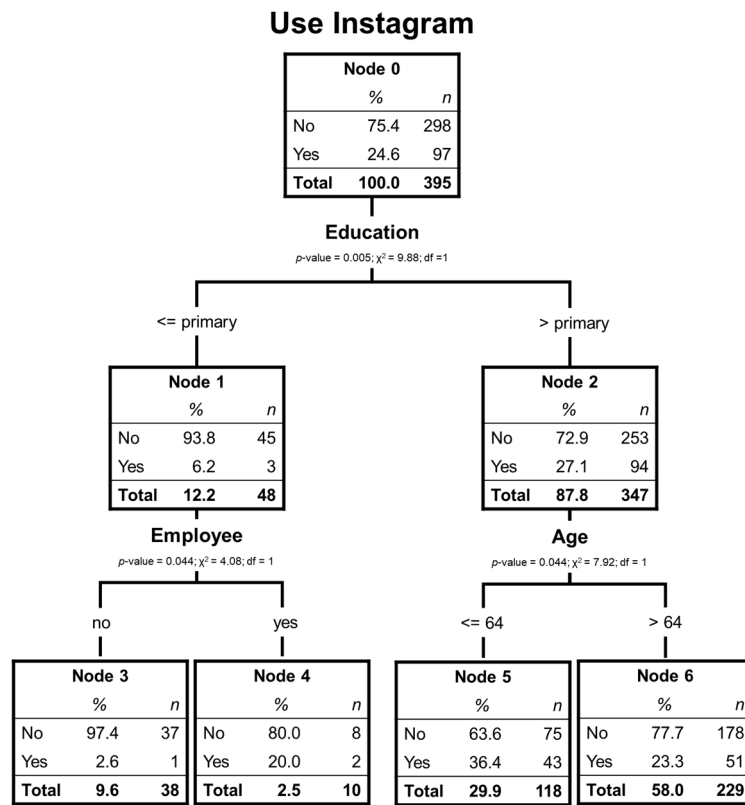 Use Instagram
Node 0
% n
No 75.4 298
Yes 24.6 97
Total 100.0 395
Education
p-value = 0.005; χ² = 9.88; df =1
<= primary
> primary
Node 1
% n
No 93.8 45
Yes 6.2 3
Total 12.2 48
Node 2
% n
No 72.9 253
Yes 27.1 94
Total 87.8 347
Employee
p-value = 0.044; χ² = 4.08; df = 1
Age
p-value = 0.044; χ² = 7.92; df = 1
no
yes
<= 64
> 64
Node 3
% n
No 97.4 37
Yes 2.6 1
Total 9.6 38
Node 4
% n
No 80.0 8
Yes 20.0 2
Total 2.5 10
Node 5
% n
No 63.6 75
Yes 36.4 43
Total 29.9 118
Node 6
% n
No 77.7 178
Yes 23.3 51
Total 58.0 229